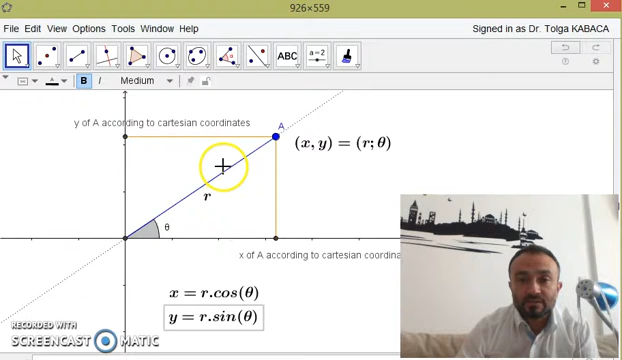 926×559
File Edit View Options Tools Window Help Signed in as Dr. Tolga KABACA
ABC a = 2
B I Medium
y of A according to cartesian coordinates
A
(x, y) = (r; θ)
r
θ
x of A according to cartesian coordina
x = r.cos(θ)
y = r.sin(θ)
RECORDED WITH
SCREENCAST MATIC